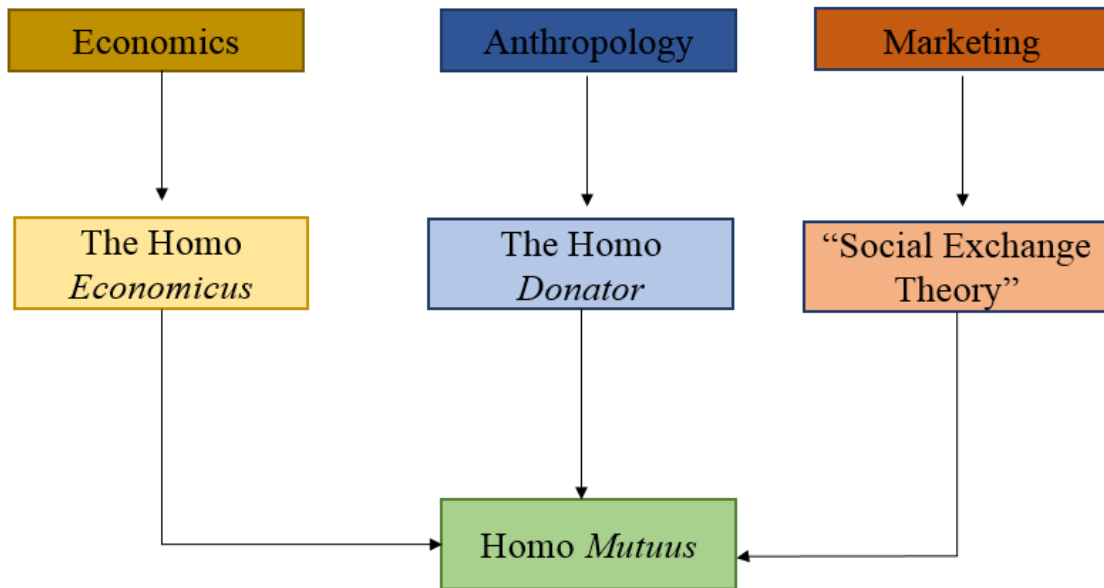 Economics
Anthropology
Marketing
The Homo
Economicus
The Homo
Donator
“Social Exchange
Theory”
Homo Mutuus